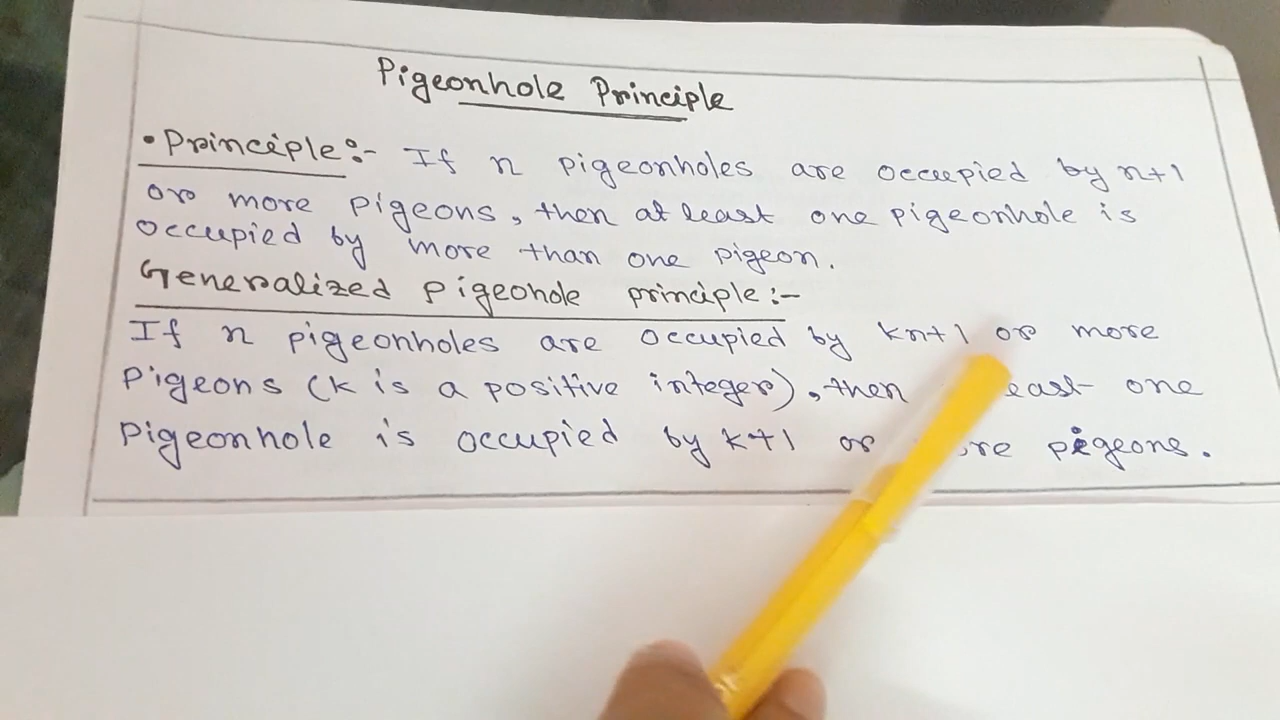 Pigeonhole Principle
• Principle:- If n pigeonholes are occupied by n+1
or more pigeons, then at least one pigeonhole is
occupied by more than one pigeon.
Generalized pigeohole principle:-
If n pigeonholes are occupied by kn+1 or more
pigeons (k is a positive integer), then east one
pigeonhole is occupied by k+1 or re pigeons.